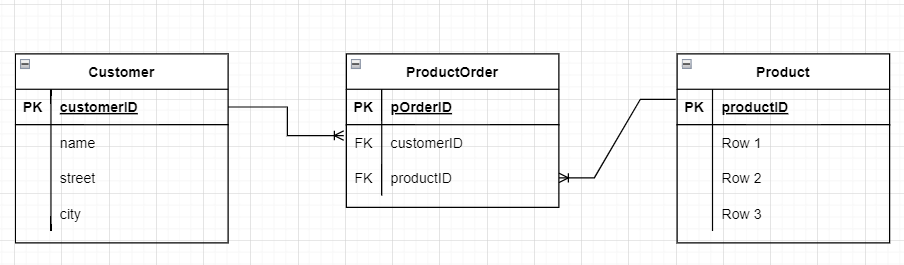 Customer
PK customerID
name
street
city
ProductOrder
PK pOrderID
FK customerID
FK productID
Product
PK productID
Row 1
Row 2
Row 3